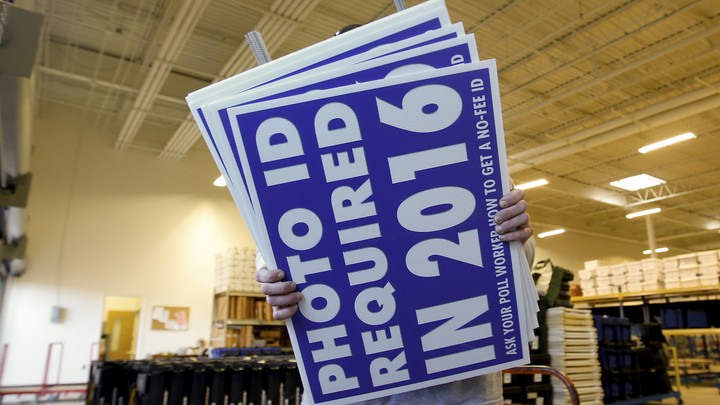 PHOTO ID
REQUIRED
IN 2016
ASK YOUR POLL WORKER HOW TO GET A NO-FEE ID
D